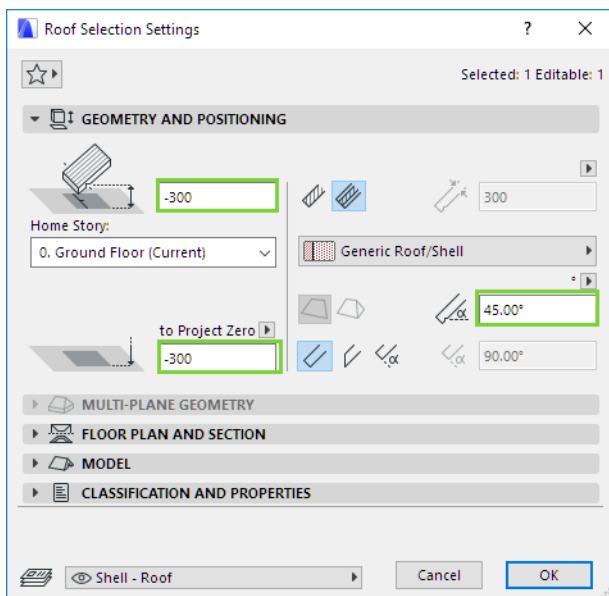 Roof Selection Settings
?
Selected: 1 Editable: 1
GEOMETRY AND POSITIONING
-300
300
Home Story:
0. Ground Floor (Current)
Generic Roof/Shell
°
α 45.00°
to Project Zero
-300
α
α 90.00°
MULTI-PLANE GEOMETRY
FLOOR PLAN AND SECTION
MODEL
CLASSIFICATION AND PROPERTIES
Shell - Roof
Cancel
OK